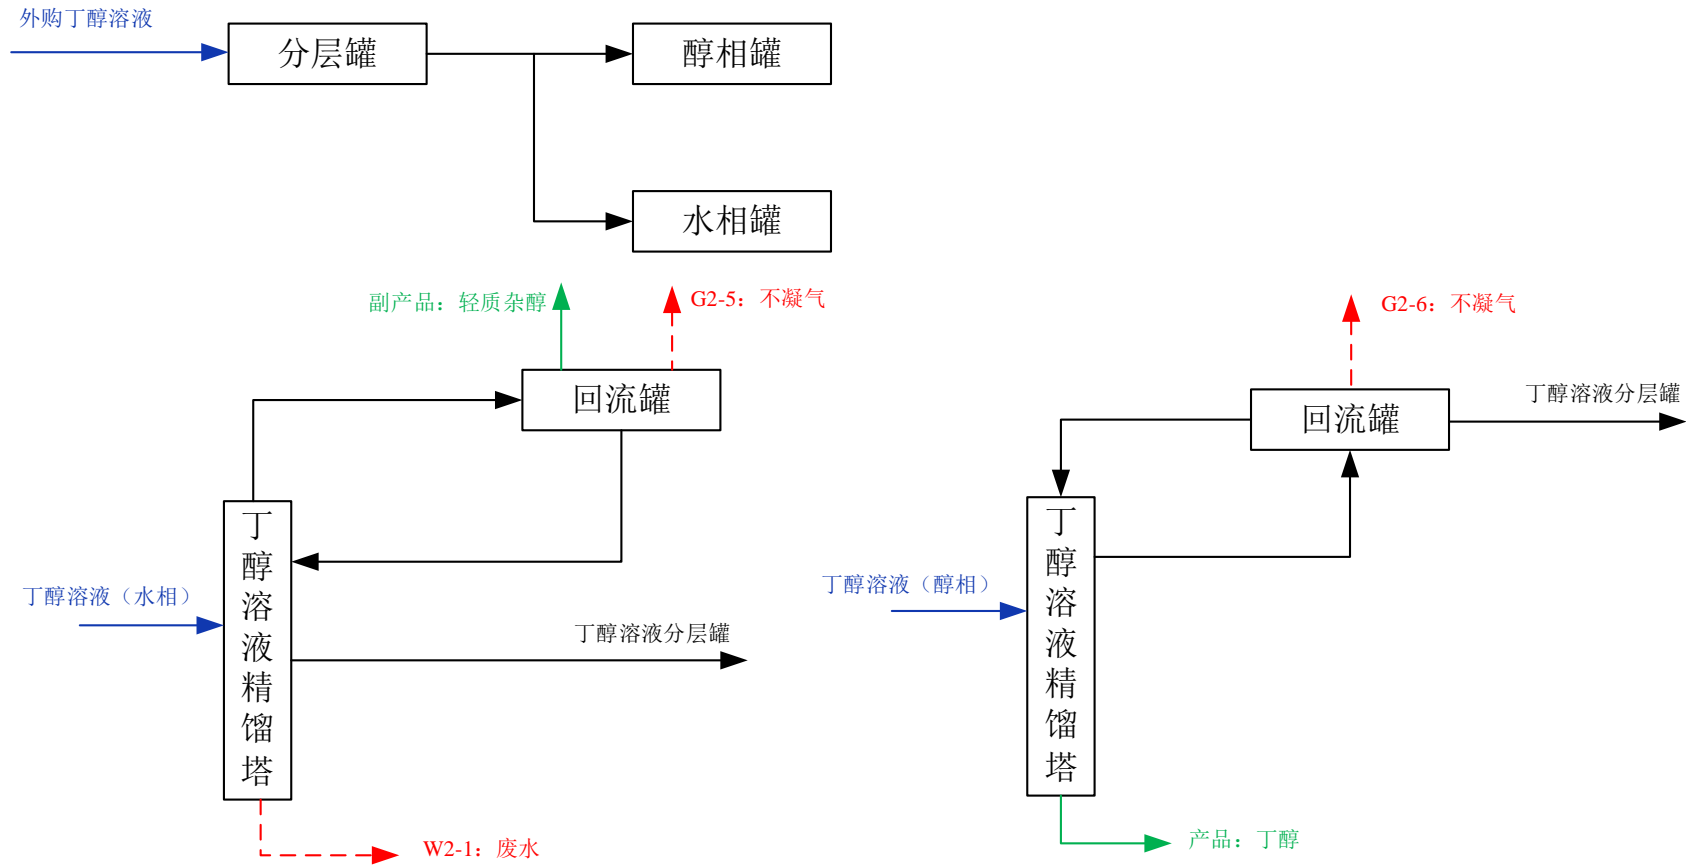 外购丁醇溶液
分层罐
醇相罐
水相罐
副产品：轻质杂醇
G2-5：不凝气
G2-6：不凝气
回流罐
丁醇溶液分层罐
回流罐
丁醇溶液精馏塔
丁醇溶液（水相）
丁醇溶液分层罐
W2-1：废水
丁醇溶液（醇相）
丁醇溶液精馏塔
产品：丁醇